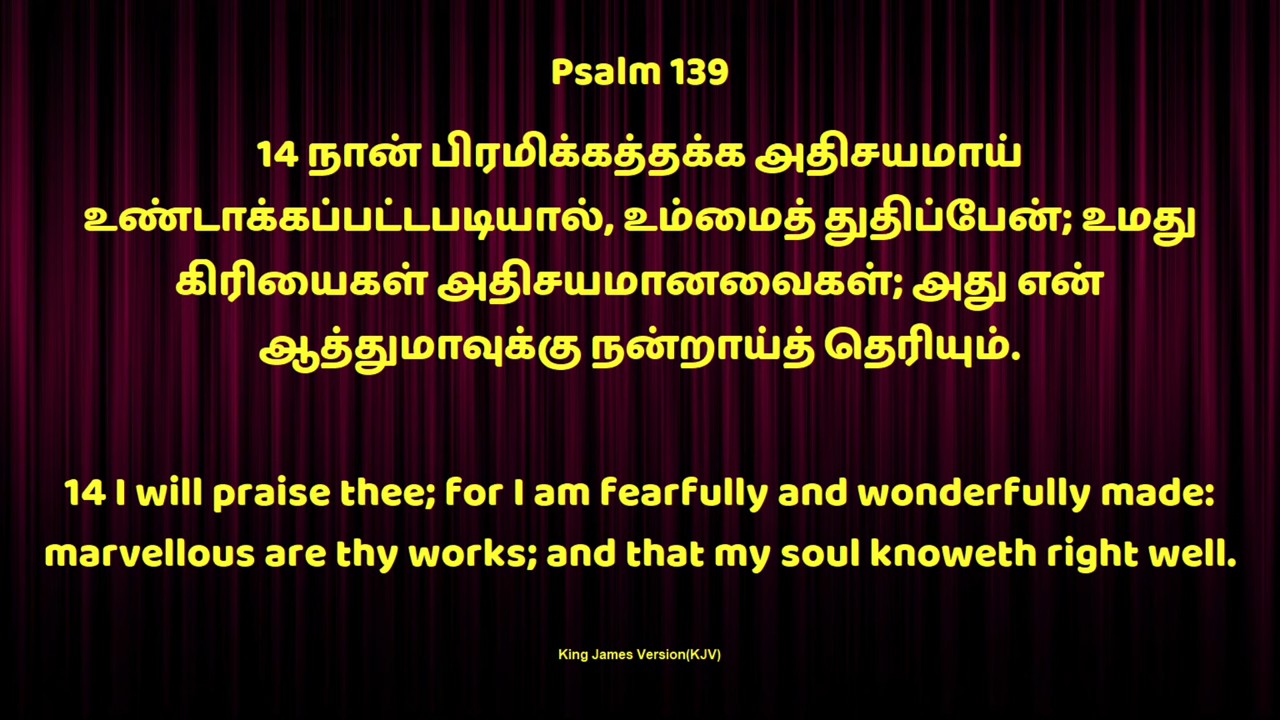 Psalm 139
14 நான் பிரமிக்கத்தக்க அதிசயமாய்
உண்டாக்கப்பட்டபடியால், உம்மைத் துதிப்பேன்; உமது
கிரியைகள் அதிசயமானவைகள்; அது என்
ஆத்துமாவுக்கு நன்றாய்த் தெரியும்.
14 I will praise thee; for I am fearfully and wonderfully made:
marvellous are thy works; and that my soul knoweth right well.
King James Version(KJV)